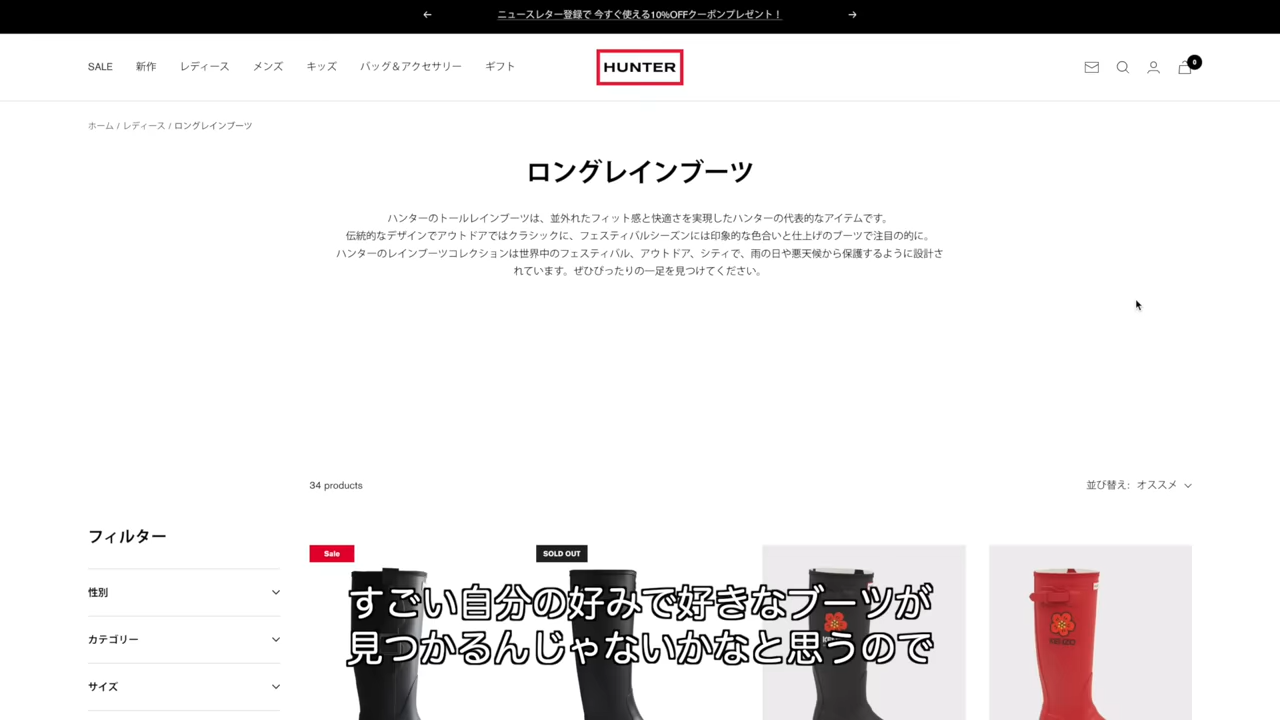 ニュースレター登録で 今すぐ使える10%OFFクーポンプレゼント！
SALE 新作 レディース メンズ キッズ バッグ＆アクセサリー ギフト
HUNTER
0
ホーム / レディース / ロングレインブーツ
ロングレインブーツ
ハンターのトールレインブーツは、並外れたフィット感と快適さを実現したハンターの代表的なアイテムです。
伝統的なデザインでアウトドアではクラシックに、フェスティバルシーズンには印象的な色合いと仕上げのブーツで注目の的に。
ハンターのレインブーツコレクションは世界中のフェスティバル、アウトドア、シティで、雨の日や悪天候から保護するように設計さ
れています。ぜひぴったりの一足を見つけてください。
34 products
並び替え: オススメ
フィルター
Sale
SOLD OUT
性別
すごい自分の好みで好きなブーツが
見つかるんじゃないかなと思うので
KENZO
カテゴリー
サイズ